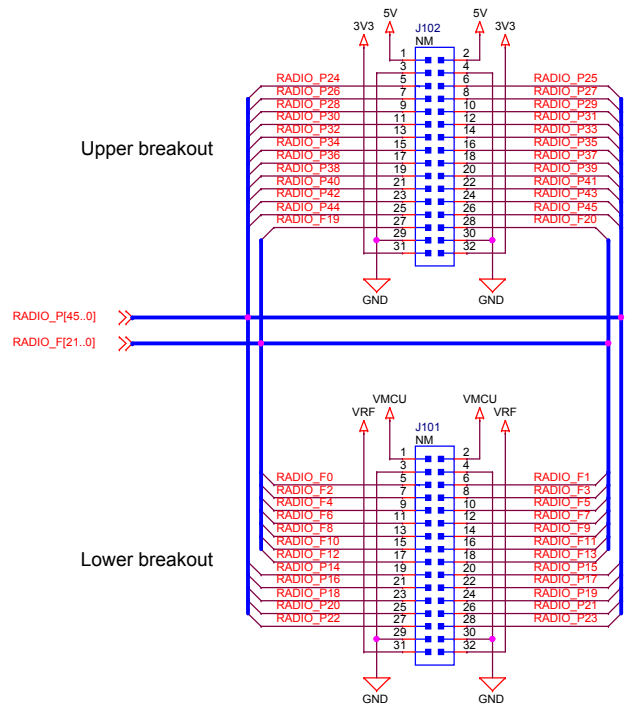 5V J102 5V
3V3 NM 3V3
1 2
3 4
RADIO_P24 5 6 RADIO_P25
RADIO_P26 7 8 RADIO_P27
RADIO_P28 9 10 RADIO_P29
RADIO_P30 11 12 RADIO_P31
RADIO_P32 13 14 RADIO_P33
Upper breakout RADIO_P34 15 16 RADIO_P35
RADIO_P36 17 18 RADIO_P37
RADIO_P38 19 20 RADIO_P39
RADIO_P40 21 22 RADIO_P41
RADIO_P42 23 24 RADIO_P43
RADIO_P44 25 26 RADIO_P45
RADIO_F19 27 28 RADIO_F20
29 30
31 32
GND GND
RADIO_P[45..0]
RADIO_F[21..0]
VMCU VMCU
VRF J101 VRF
NM
1 2
3 4
RADIO_F0 5 6 RADIO_F1
RADIO_F2 7 8 RADIO_F3
RADIO_F4 9 10 RADIO_F5
RADIO_F6 11 12 RADIO_F7
RADIO_F8 13 14 RADIO_F9
RADIO_F10 15 16 RADIO_F11
Lower breakout RADIO_F12 17 18 RADIO_F13
RADIO_P14 19 20 RADIO_P15
RADIO_P16 21 22 RADIO_P17
RADIO_P18 23 24 RADIO_P19
RADIO_P20 25 26 RADIO_P21
RADIO_P22 27 28 RADIO_P23
29 30
31 32
GND GND